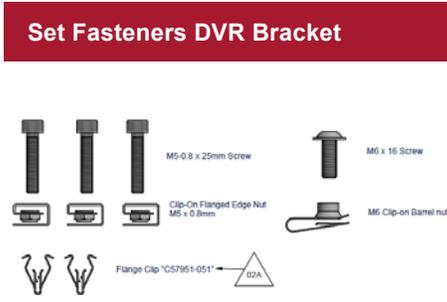 Set Fasteners DVR Bracket
M5-0.8 x 25mm Screw
M6 x 16 Screw
Clip-On Flanged Edge Nut
M5 x 0.8mm
M6 Clip-on Barrel nut
Flange Clip "C57951-051"
02A